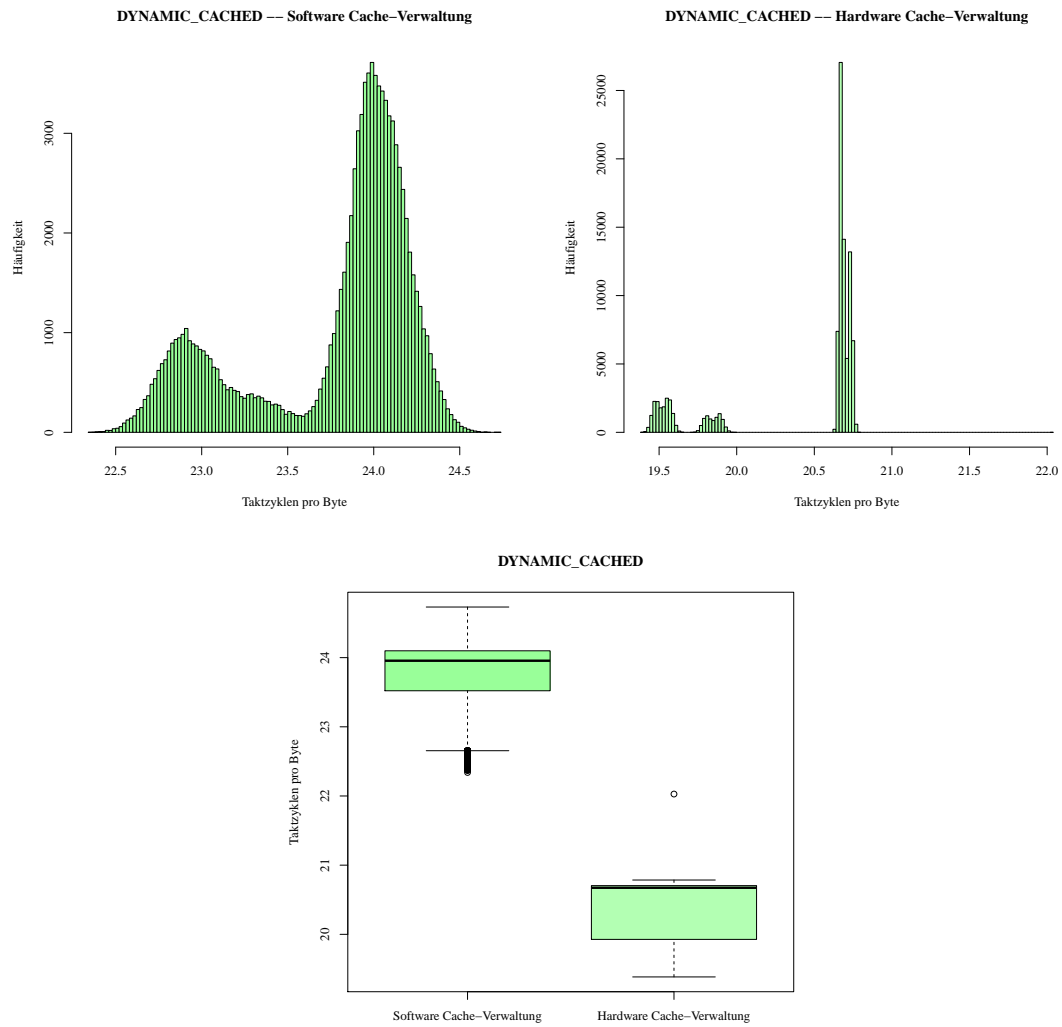 DYNAMIC_CACHED −− Software Cache−Verwaltung
Häufigkeit
3000
2000
1000
0
22.5 23.0 23.5 24.0 24.5
Taktzyklen pro Byte
DYNAMIC_CACHED −− Hardware Cache−Verwaltung
Häufigkeit
25000
20000
15000
10000
5000
0
19.5 20.0 20.5 21.0 21.5 22.0
Taktzyklen pro Byte
DYNAMIC_CACHED
Taktzyklen pro Byte
24
23
22
21
20
Software Cache−Verwaltung Hardware Cache−Verwaltung